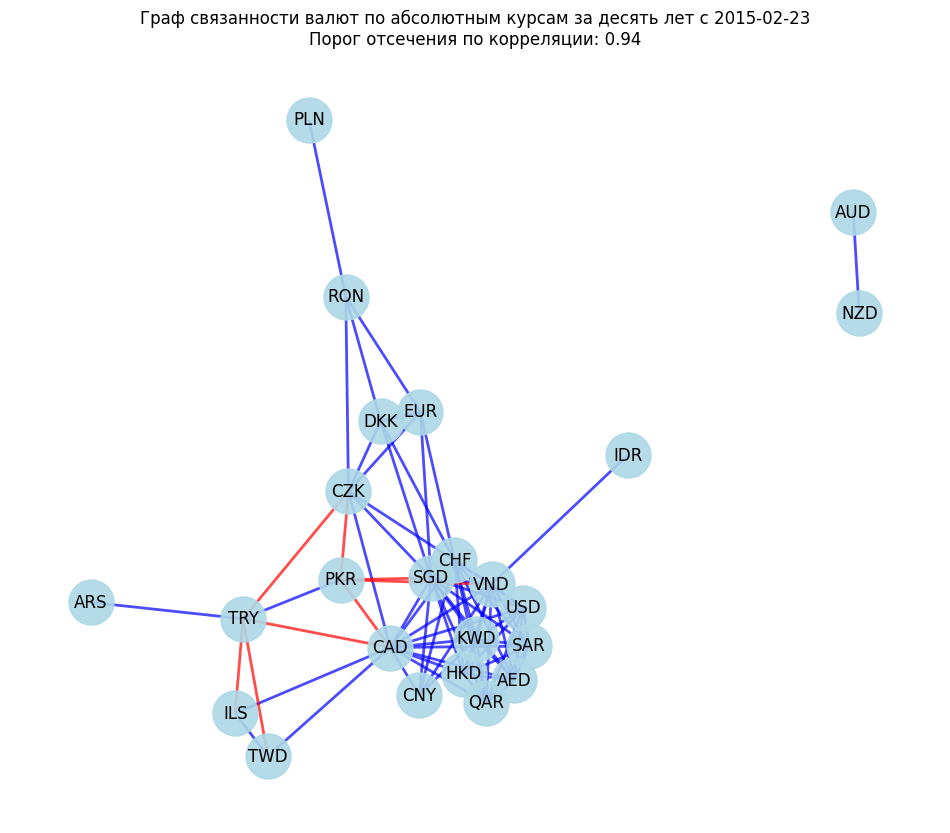 Граф связанности валют по абсолютным курсам за десять лет с 2015-02-23
Порог отсечения по корреляции: 0.94
PLN
AUD
RON
NZD
DKK
EUR
IDR
CZK
CHF
PKR
SGD
VND
ARS
USD
TRY
KWD
CAD
SAR
HKD
AED
CNY
QAR
ILS
TWD